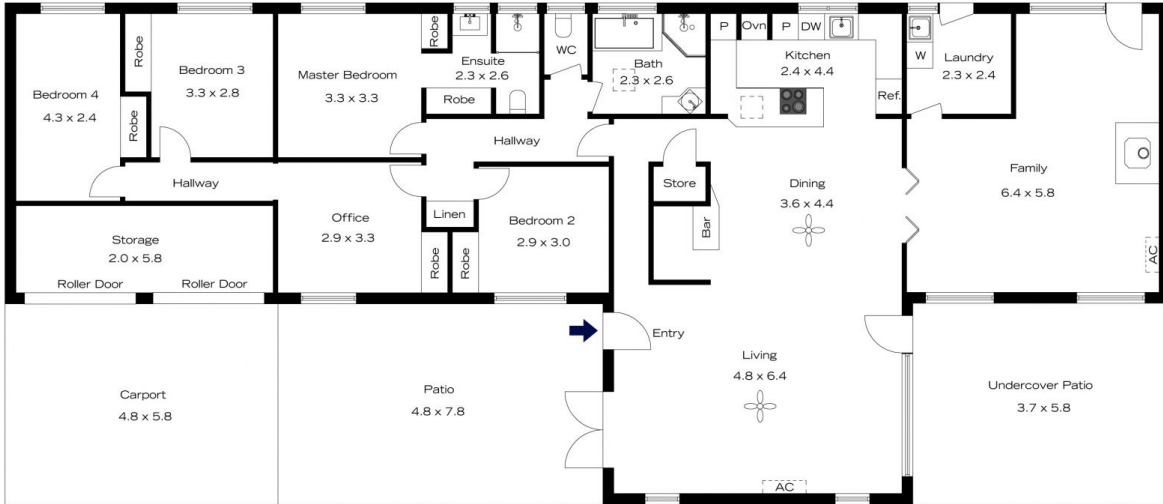 Bedroom 4
4.3 x 2.4
Robe
Robe
Bedroom 3
3.3 x 2.8
Master Bedroom
3.3 x 3.3
Robe
Ensuite
2.3 x 2.6
Robe
WC
Bath
2.3 x 2.6
P
Ovn
P
DW
Kitchen
2.4 x 4.4
Ref.
W
Laundry
2.3 x 2.4
Hallway
Hallway
Storage
2.0 x 5.8
Roller Door
Roller Door
Office
2.9 x 3.3
Linen
Robe
Robe
Bedroom 2
2.9 x 3.0
Store
Bar
Dining
3.6 x 4.4
Family
6.4 x 5.8
AC
Carport
4.8 x 5.8
Patio
4.8 x 7.8
Entry
Living
4.8 x 6.4
AC
Undercover Patio
3.7 x 5.8